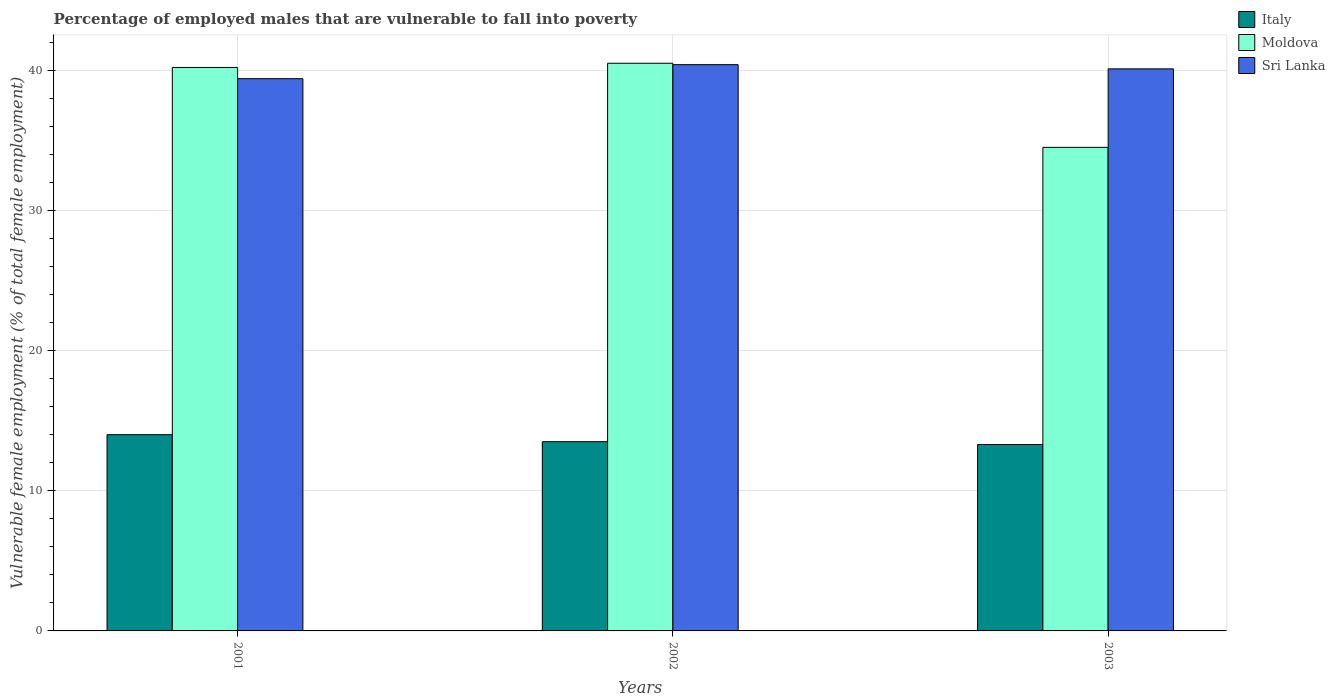 Percentage of employed males that are vulnerable to fall into poverty
Italy
Moldova
Sri Lanka
Vulnerable female employment (% of total female employment)
40
30
20
10
0
2001
2002
2003
Years